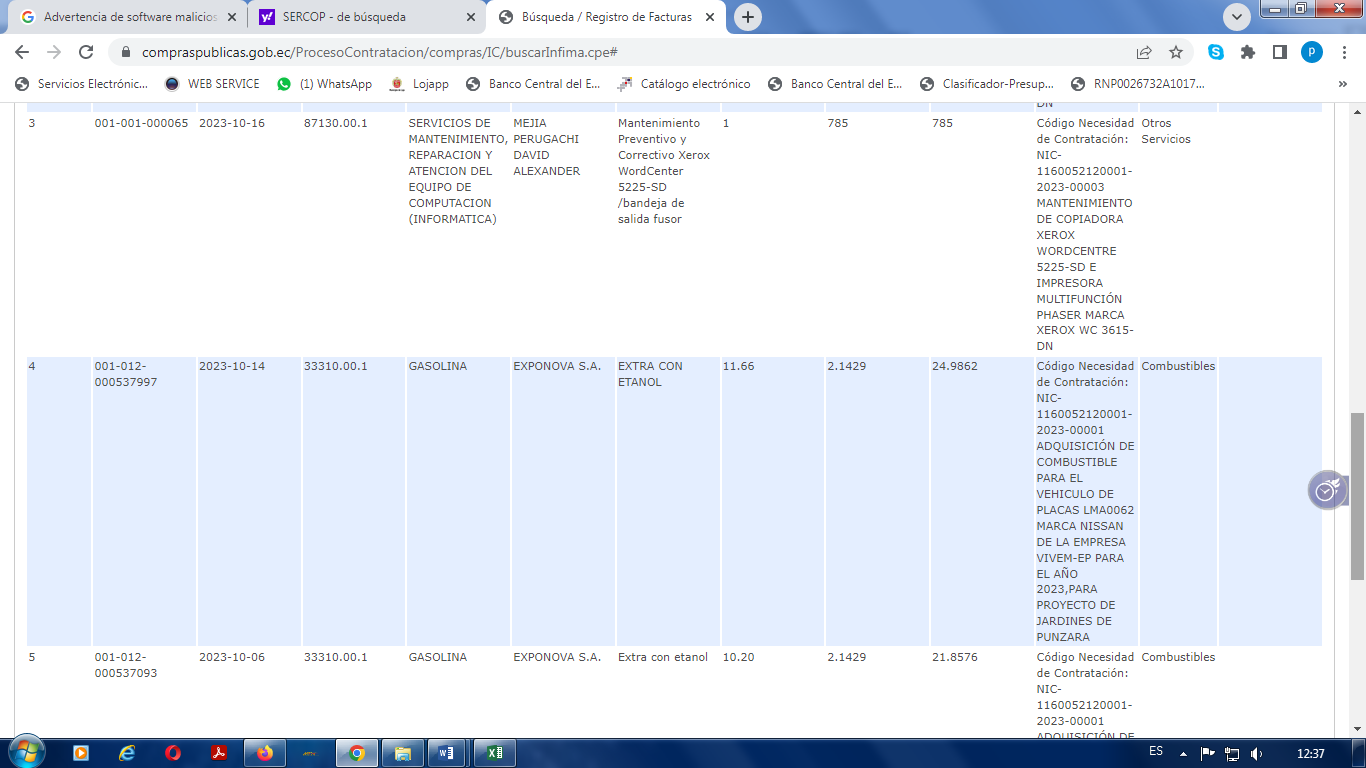 Advertencia de software malicios
SERCOP - de búsqueda
Búsqueda / Registro de Facturas
compraspublicas.gob.ec/ProcesoContratacion/compras/IC/buscarInfima.cpe#
P
Servicios Electrónic...
WEB SERVICE
(1) WhatsApp
Lojapp
Banco Central del E...
Catálogo electrónico
Banco Central del E...
Clasificador-Presup...
RNP0026732A1017...
»
DN
3
001-001-000065
2023-10-16
87130.00.1
SERVICIOS DE
MANTENIMIENTO,
REPARACION Y
ATENCION DEL
EQUIPO DE
COMPUTACION
(INFORMATICA)
MEJIA
PERUGACHI
DAVID
ALEXANDER
Mantenimiento
Preventivo y
Correctivo Xerox
WordCenter
5225-SD
/bandeja de
salida fusor
1
785
785
Código Necesidad
de Contratación:
NIC-
1160052120001-
2023-00003
MANTENIMIENTO
DE COPIADORA
XEROX
WORDCENTRE
5225-SD E
IMPRESORA
MULTIFUNCIÓN
PHASER MARCA
XEROX WC 3615-
DN
Otros
Servicios
4
001-012-
000537997
2023-10-14
33310.00.1
GASOLINA
EXPONOVA S.A.
EXTRA CON
ETANOL
11.66
2.1429
24.9862
Código Necesidad
de Contratación:
NIC-
1160052120001-
2023-00001
ADQUISICIÓN DE
COMBUSTIBLE
PARA EL
VEHICULO DE
PLACAS LMA0062
MARCA NISSAN
DE LA EMPRESA
VIVEM-EP PARA
EL AÑO
2023,PARA
PROYECTO DE
JARDINES DE
PUNZARA
Combustibles
5
001-012-
000537093
2023-10-06
33310.00.1
GASOLINA
EXPONOVA S.A.
Extra con etanol
10.20
2.1429
21.8576
Código Necesidad
de Contratación:
NIC-
1160052120001-
2023-00001
ADQUISICIÓN DE
Combustibles
ES
12:37